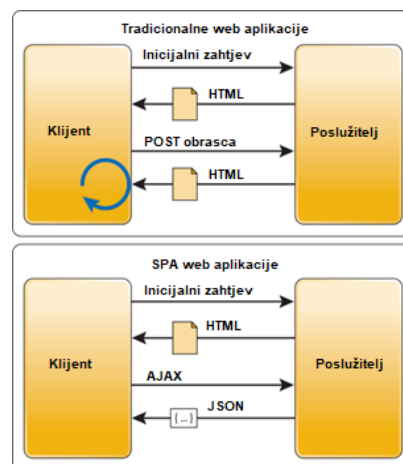 Tradicionalne web aplikacije
Inicijalni zahtjev
HTML
Klijent
Poslužitelj
POST obrasca
HTML
SPA web aplikacije
Inicijalni zahtjev
HTML
Klijent
Poslužitelj
AJAX
JSON
{...}